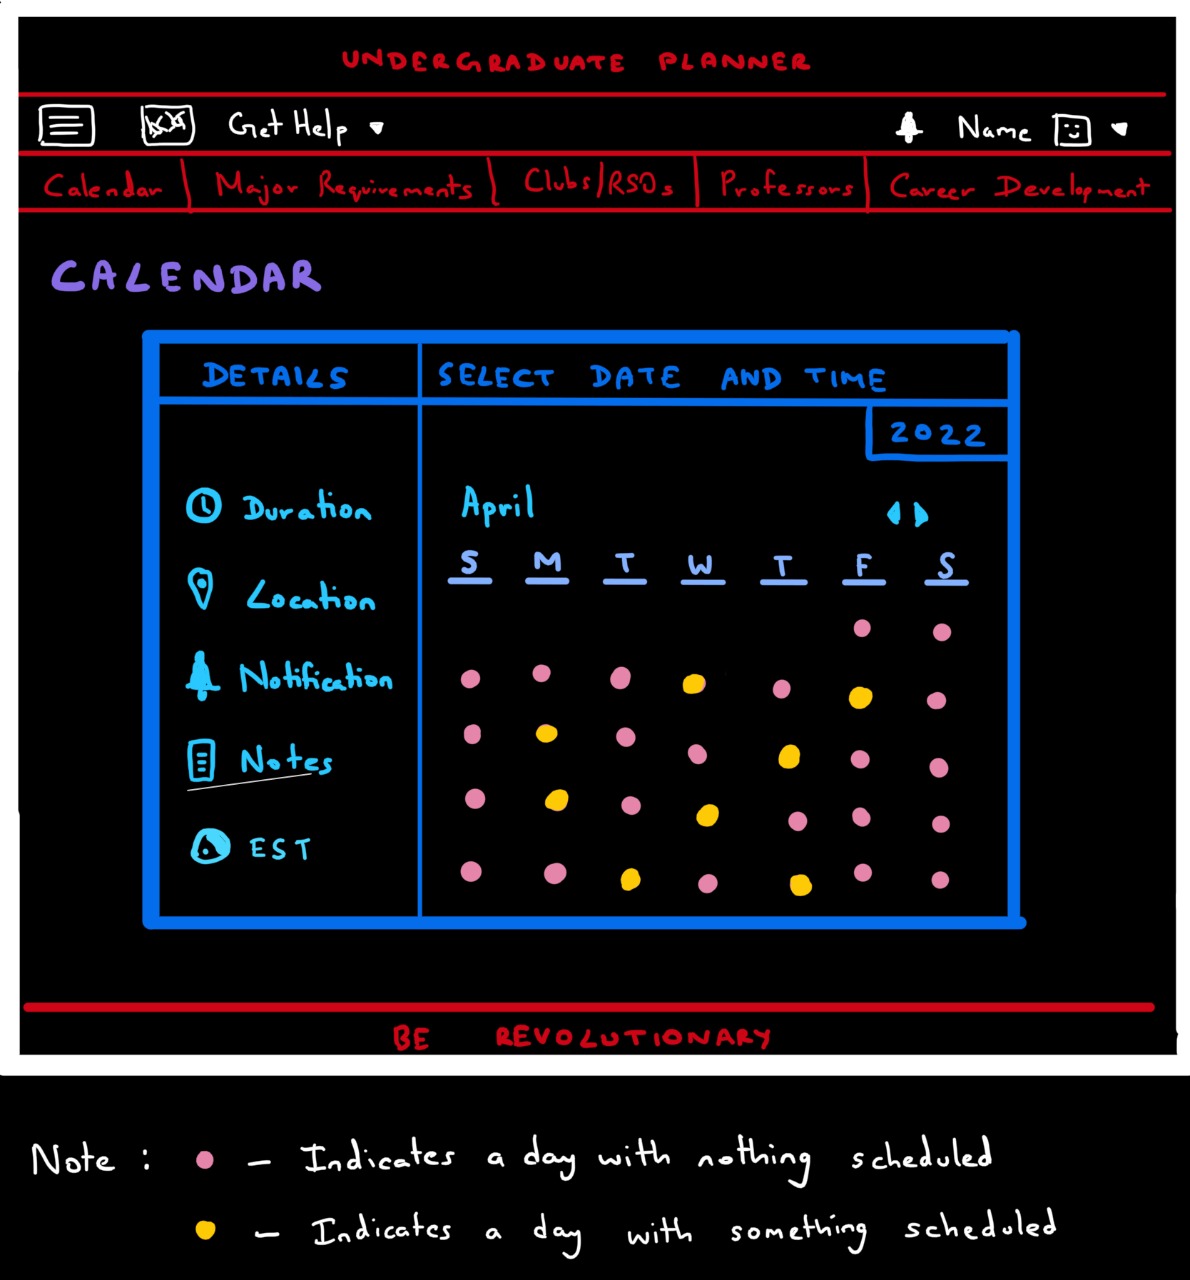 UNDERGRADUATE PLANNER
Get Help Name
Calendar Major Requirements Clubs/RSOs Professors Career Development
CALENDAR
DETAILS SELECT DATE AND TIME
2022
Duration April
S M T W T F S
Location
Notification
Notes
EST
BE REVOLUTIONARY
Note : — Indicates a day with nothing scheduled
— Indicates a day with something scheduled